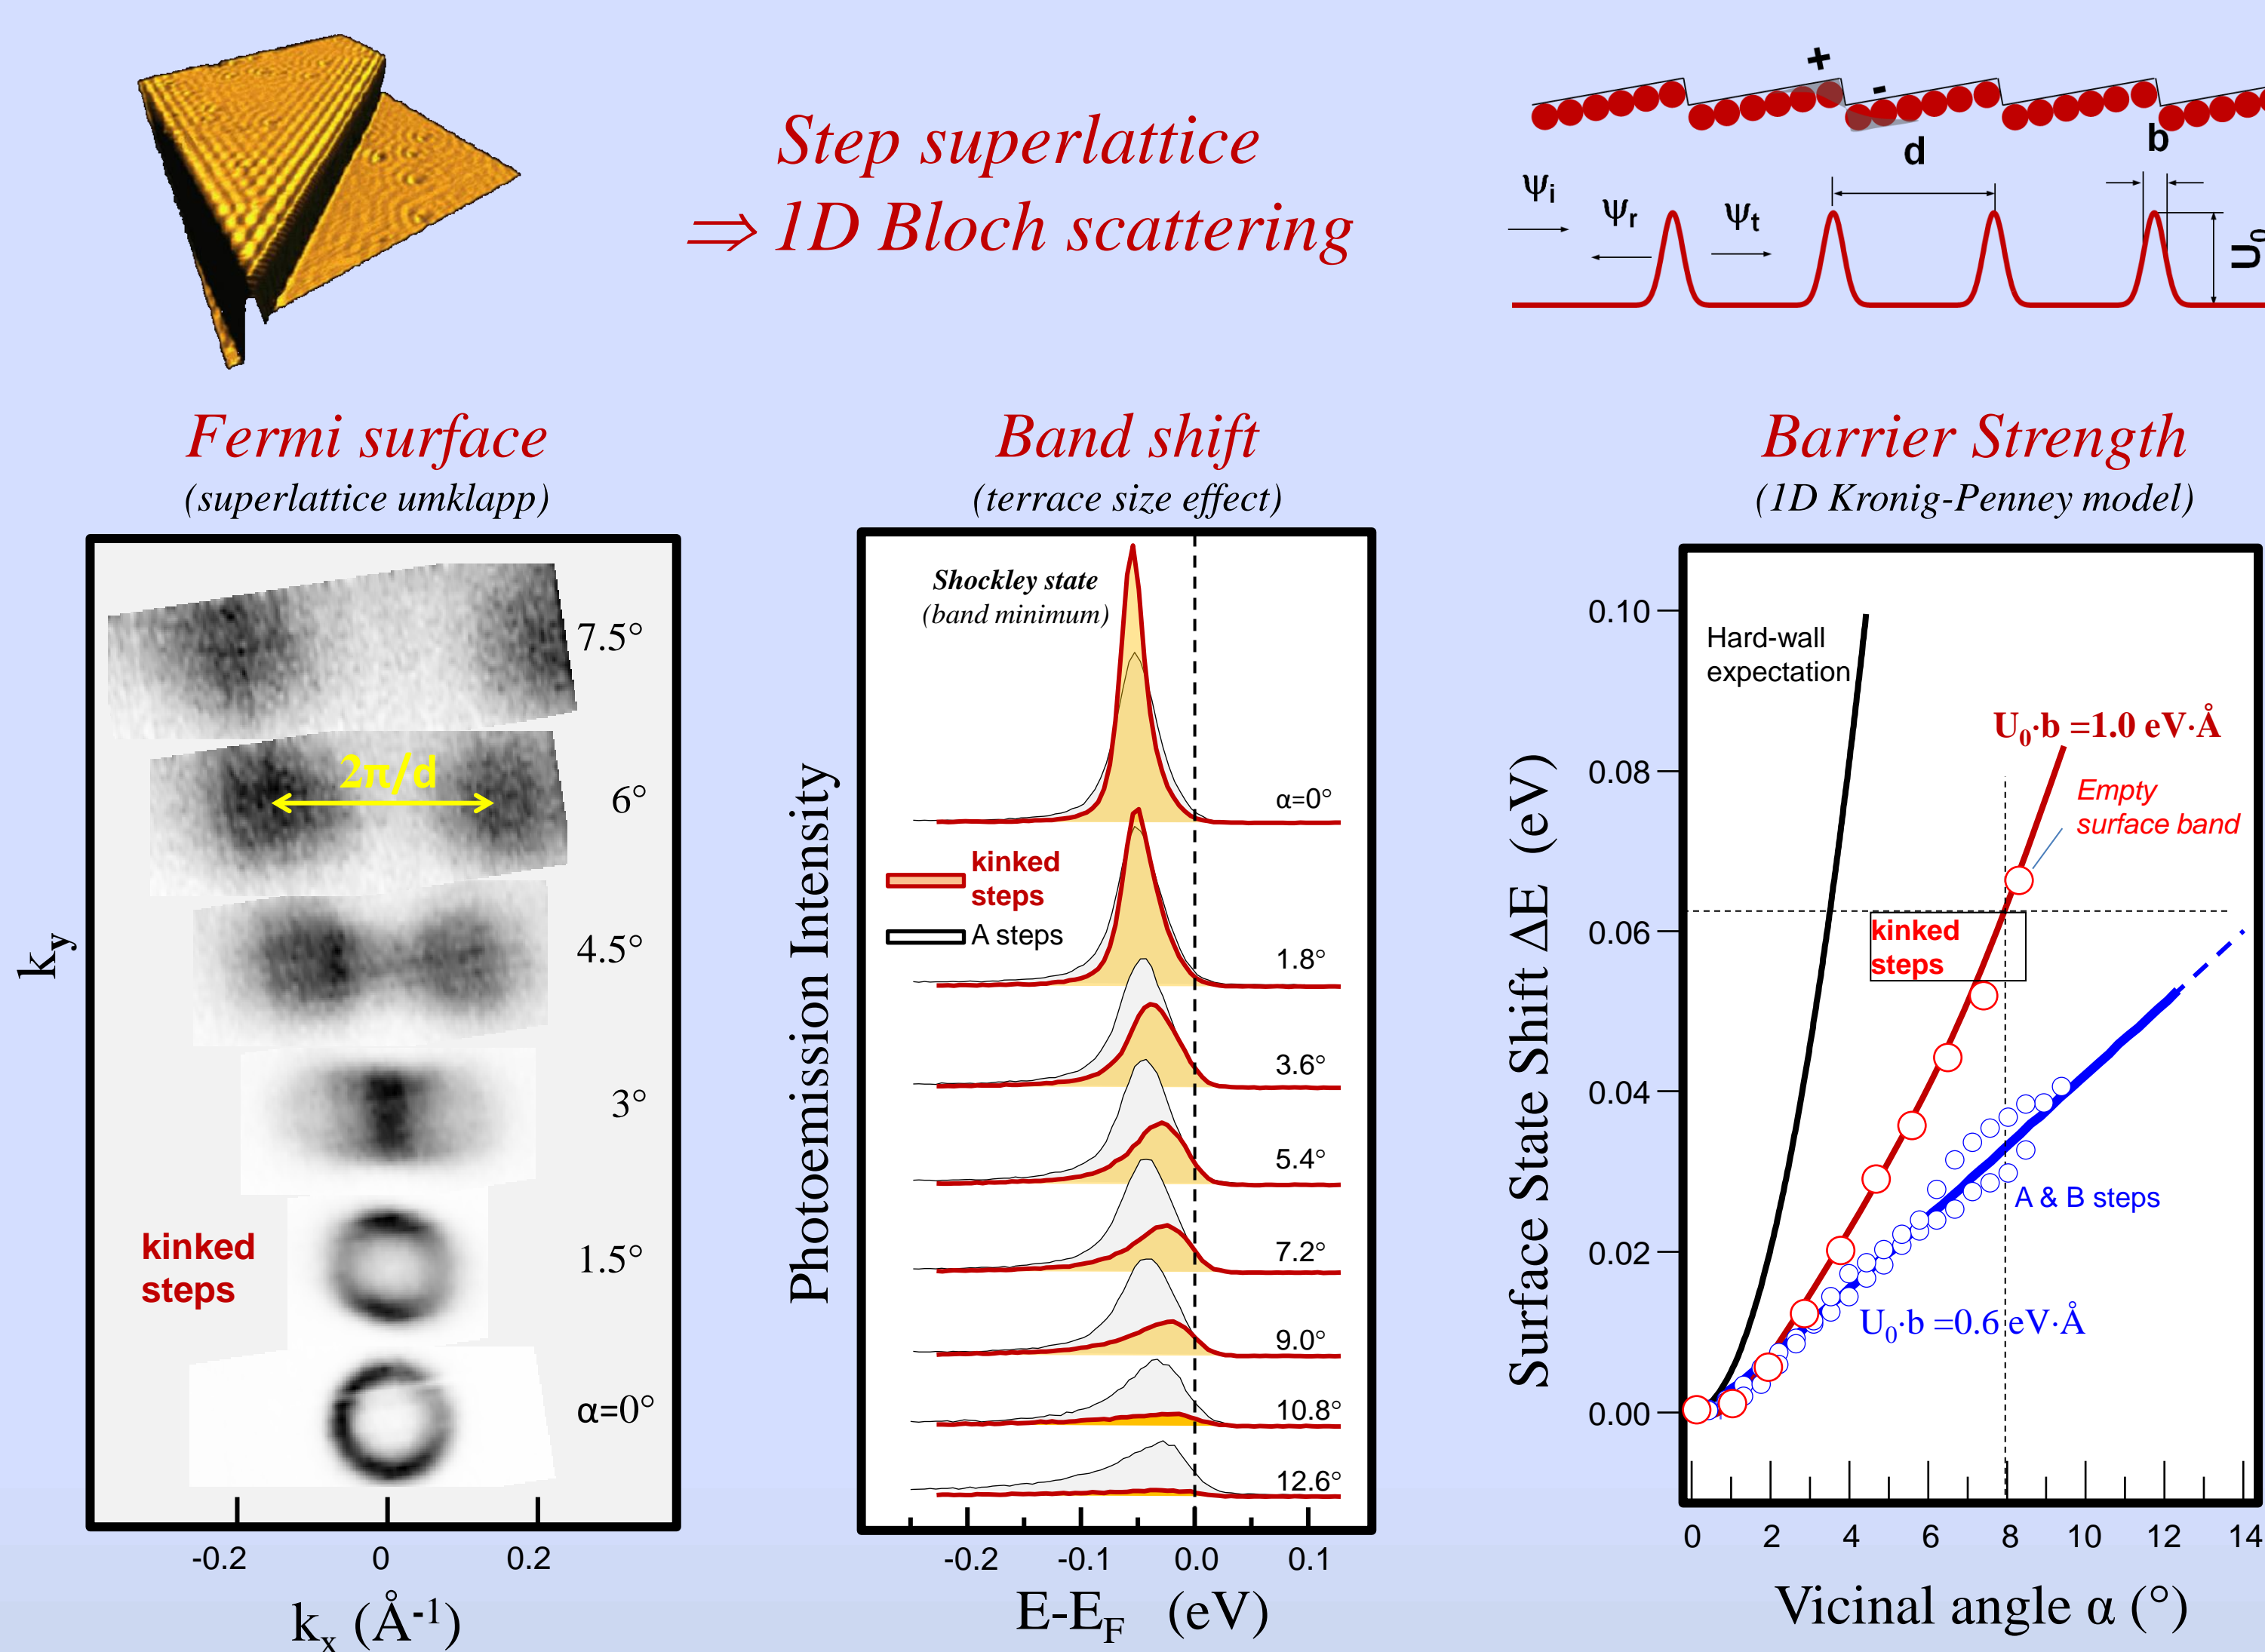 Step superlattice
⇒ 1D Bloch scattering
+
-
d
b
ψi
ψr
ψt
U0
Fermi surface
(superlattice umklapp)
7.5°
2π/d
6°
4.5°
3°
kinked
steps
1.5°
α=0°
ky
-0.2 0 0.2
kx (Å-1)
Band shift
(terrace size effect)
Shockley state
(band minimum)
α=0°
kinked
steps
A steps
1.8°
3.6°
5.4°
7.2°
9.0°
10.8°
12.6°
Photoemission Intensity
-0.2 -0.1 0.0 0.1
E-EF (eV)
Barrier Strength
(1D Kronig-Penney model)
0.10
Hard-wall
expectation
U0·b =1.0 eV·Å
0.08
Empty
surface band
0.06
kinked
steps
0.04
A & B steps
0.02
U0·b =0.6 eV·Å
0.00
Surface State Shift ΔE (eV)
0 2 4 6 8 10 12 14
Vicinal angle α (°)